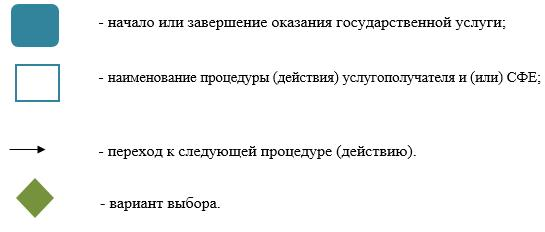 - начало или завершение оказания государственной услуги;
- наименование процедуры (действия) услугополучателя и (или) СФЕ;
- переход к следующей процедуре (действию).
- вариант выбора.